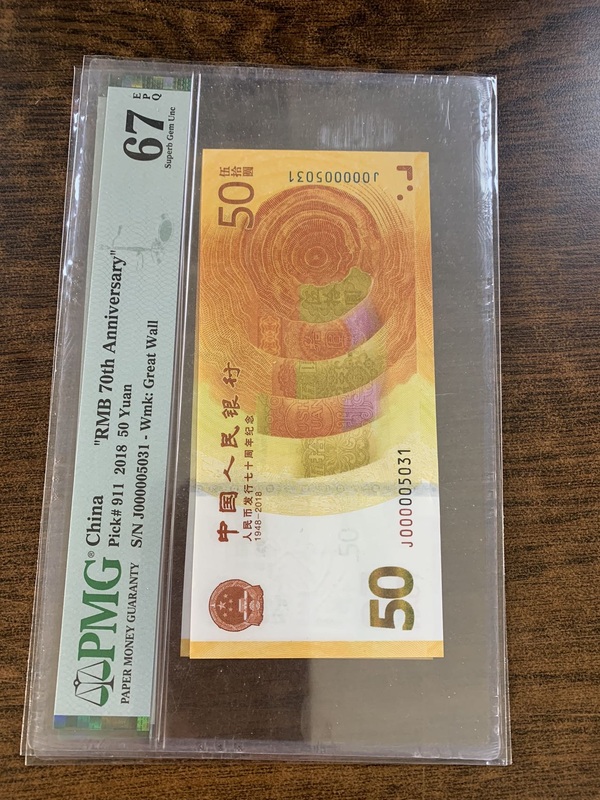 PMG®
PAPER MONEY GUARANTY
China "RMB 70th Anniversary"
Pick# 911 2018 50 Yuan
S/N J000005031 - Wmk: Great Wall
67
EPQ
Superb Gem Unc
中国人民银行
人民币发行七十周年纪念
1948-2018
50
伍拾圆
J000005031
J000005031
50